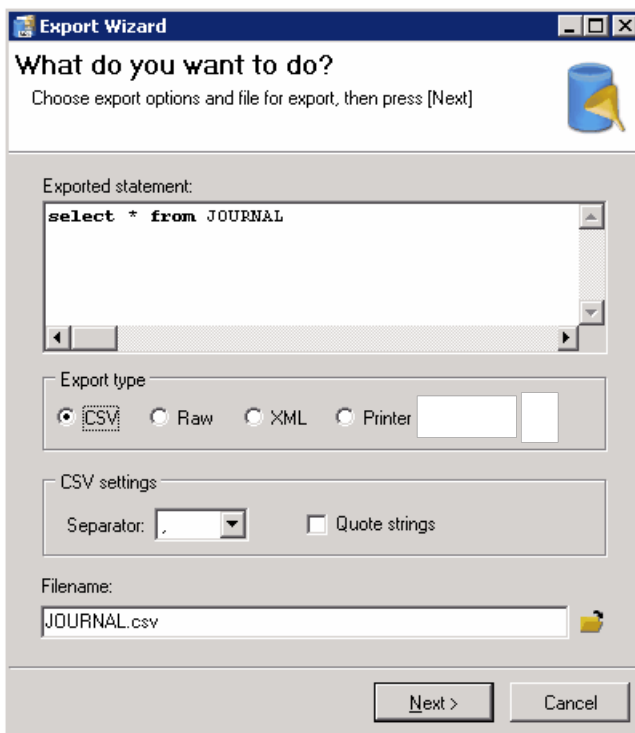 Export Wizard
What do you want to do?
Choose export options and file for export, then press [Next]
Exported statement:
select * from JOURNAL
Export type
CSV Raw XML Printer
CSV settings
Separator: , Quote strings
Filename:
JOURNAL.csv
Next > Cancel